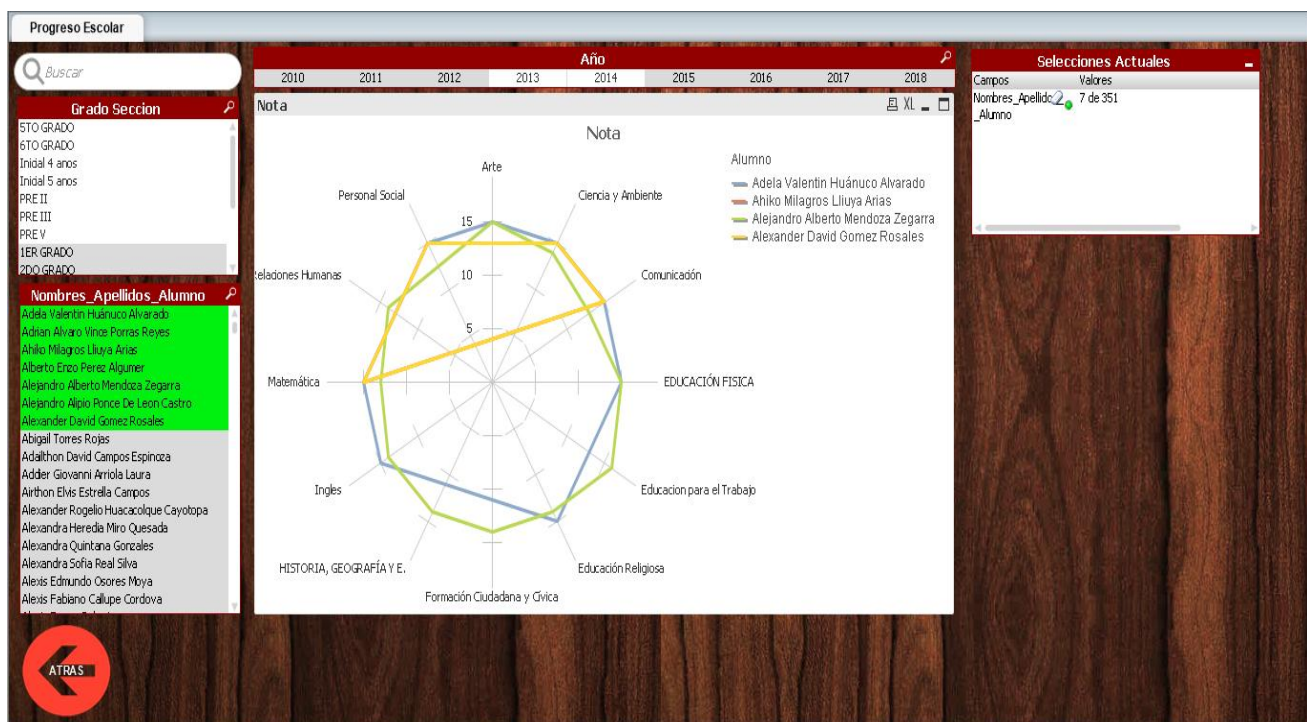 Progreso Escolar
Buscar
Grado Seccion
5TO GRADO
6TO GRADO
Inicial 4 anos
Inicial 5 anos
PRE II
PRE III
PRE V
1ER GRADO
2DO GRADO
Nombres_Apellidos_Alumno
Adela Valentin Huánuco Alvarado
Adrian Alvaro Vince Porras Reyes
Ahiko Milagros Lliuya Arias
Alberto Enzo Perez Algumer
Alejandro Alberto Mendoza Zegarra
Alejandro Alipio Ponce De Leon Castro
Alexander David Gomez Rosales
Abigail Torres Rojas
Adailthon David Campos Espinoza
Addier Giovanni Arriola Laura
Airthon Elvis Estrella Campos
Alexander Rogelio Huacacolque Cayotopa
Alexandra Heredia Miro Quesada
Alexandra Quintana Gonzales
Alexandra Sofia Real Silva
Alexis Edmundo Osores Moya
Alexis Fabiano Callupe Cordova
ATRAS
Año
2010 2011 2012 2013 2014 2015 2016 2017 2018
Nota
XL
Nota
Arte
Ciencia y Ambiente
Comunicación
EDUCACIÓN FISICA
Educacion para el Trabajo
Educación Religiosa
Formación Ciudadana y Cívica
HISTORIA, GEOGRAFÍA Y E.
Ingles
Matemática
Relaciones Humanas
Personal Social
15
10
5
Alumno
Adela Valentin Huánuco Alvarado
Ahiko Milagros Lliuya Arias
Alejandro Alberto Mendoza Zegarra
Alexander David Gomez Rosales
Selecciones Actuales
Campos Valores
Nombres_Apellido 7 de 351
_Alumno